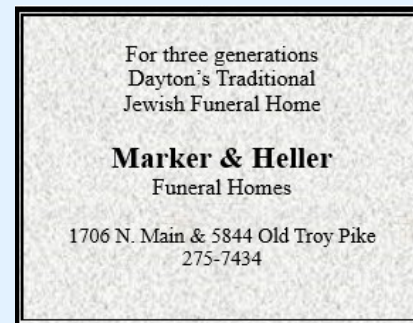 For three generations
Dayton's Traditional
Jewish Funeral Home
Marker & Heller
Funeral Homes
1706 N. Main & 5844 Old Troy Pike
275-7434